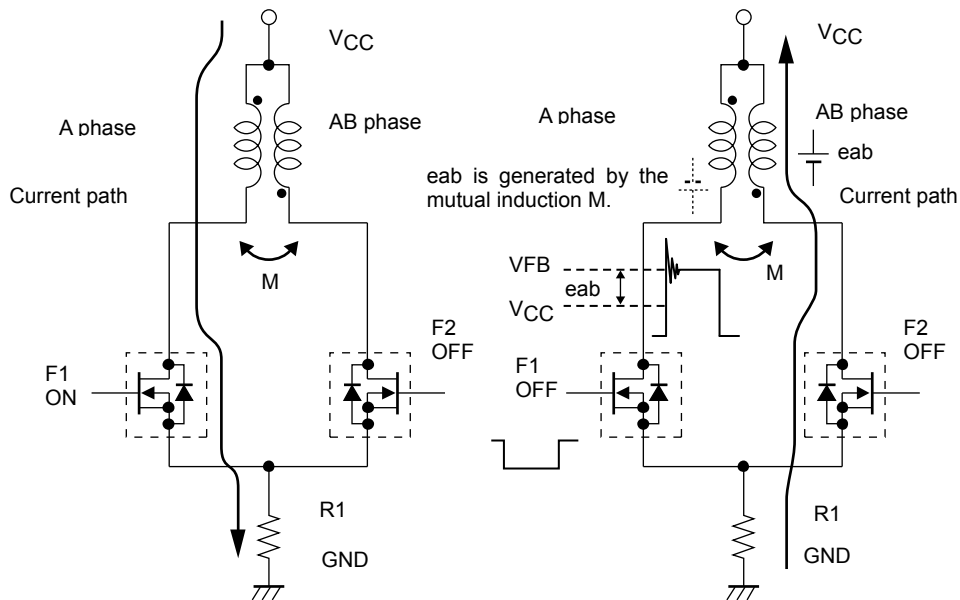 VCC
A phase
AB phase
Current path
M
F1
ON
F2
OFF
R1
GND
VCC
A phase
AB phase
eab
eab is generated by the
mutual induction M.
Current path
M
VFB
eab
VCC
F1
OFF
F2
OFF
R1
GND